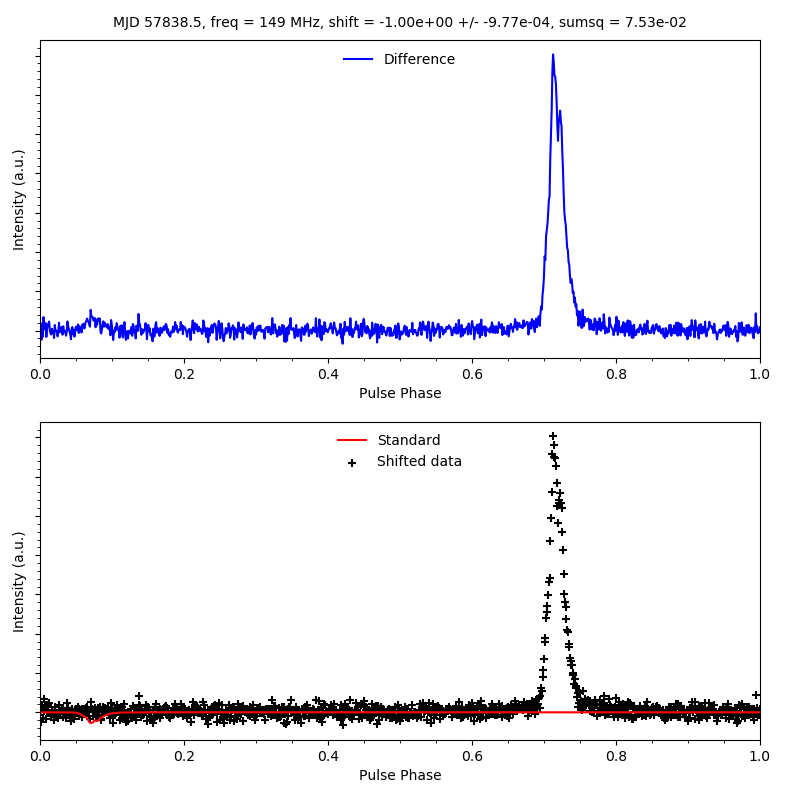 MJD 57838.5, freq = 149 MHz, shift = -1.00e+00 +/- -9.77e-04, sumsq = 7.53e-02
Difference
Intensity (a.u.)
0.0 0.2 0.4 0.6 0.8 1.0
Pulse Phase
Standard
Shifted data
Intensity (a.u.)
0.0 0.2 0.4 0.6 0.8 1.0
Pulse Phase